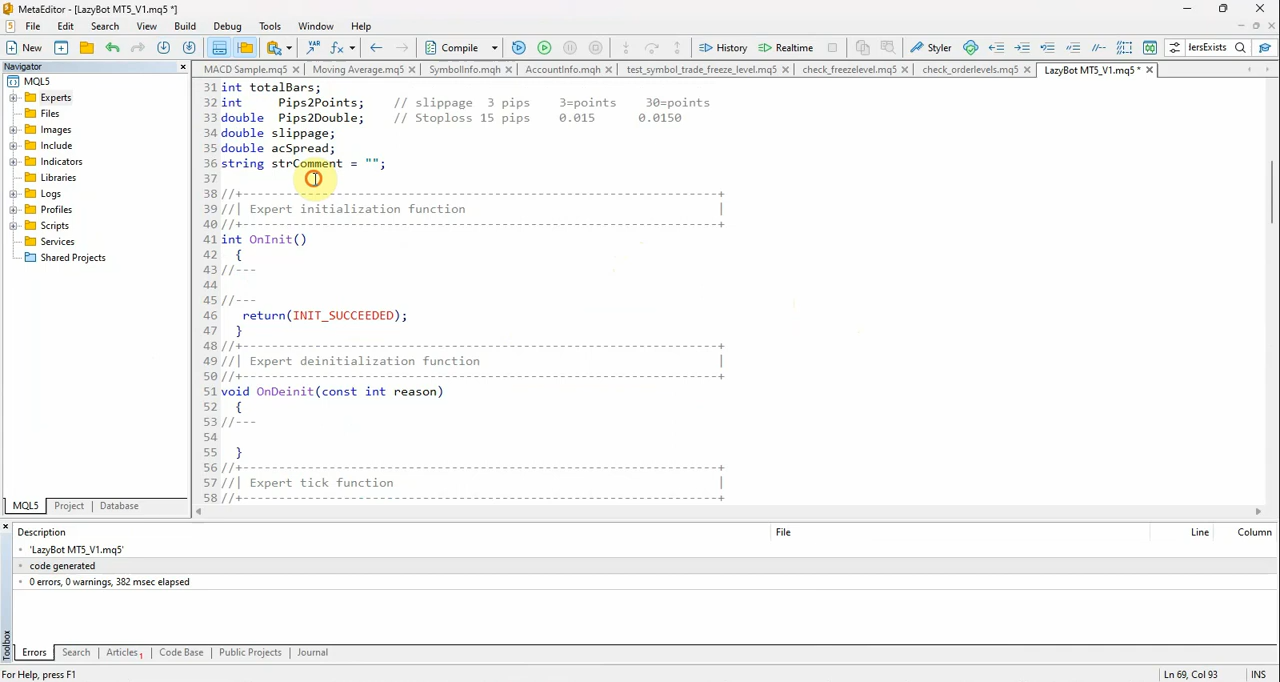 MetaEditor - [LazyBot MT5_V1.mq5 *]
File Edit Search View Build Debug Tools Window Help
New Compile History Realtime Styler lersExists
Navigator
MACD Sample.mq5 Moving Average.mq5 SymbolInfo.mqh AccountInfo.mqh test_symbol_trade_freeze_level.mq5 check_freezelevel.mq5 check_orderlevels.mq5 LazyBot MT5_V1.mq5 *
MQL5
Experts
Files
Images
Include
Indicators
Libraries
Logs
Profiles
Scripts
Services
Shared Projects
MQL5 Project Database
31 int totalBars;
32 int Pips2Points; // slippage 3 pips 3=points 30=points
33 double Pips2Double; // Stoploss 15 pips 0.015 0.0150
34 double slippage;
35 double acSpread;
36 string strComment = "";
37
38 //+------------------------------------------------------------------+
39 //| Expert initialization function |
40 //+------------------------------------------------------------------+
41 int OnInit()
42 {
43 //---
44
45 //---
46 return(INIT_SUCCEEDED);
47 }
48 //+------------------------------------------------------------------+
49 //| Expert deinitialization function |
50 //+------------------------------------------------------------------+
51 void OnDeinit(const int reason)
52 {
53 //---
54
55 }
56 //+------------------------------------------------------------------+
57 //| Expert tick function |
58 //+------------------------------------------------------------------+
Description File Line Column
'LazyBot MT5_V1.mq5'
code generated
0 errors, 0 warnings, 382 msec elapsed
Toolbox
Errors Search Articles 1 Code Base Public Projects Journal
For Help, press F1 Ln 69, Col 93 INS